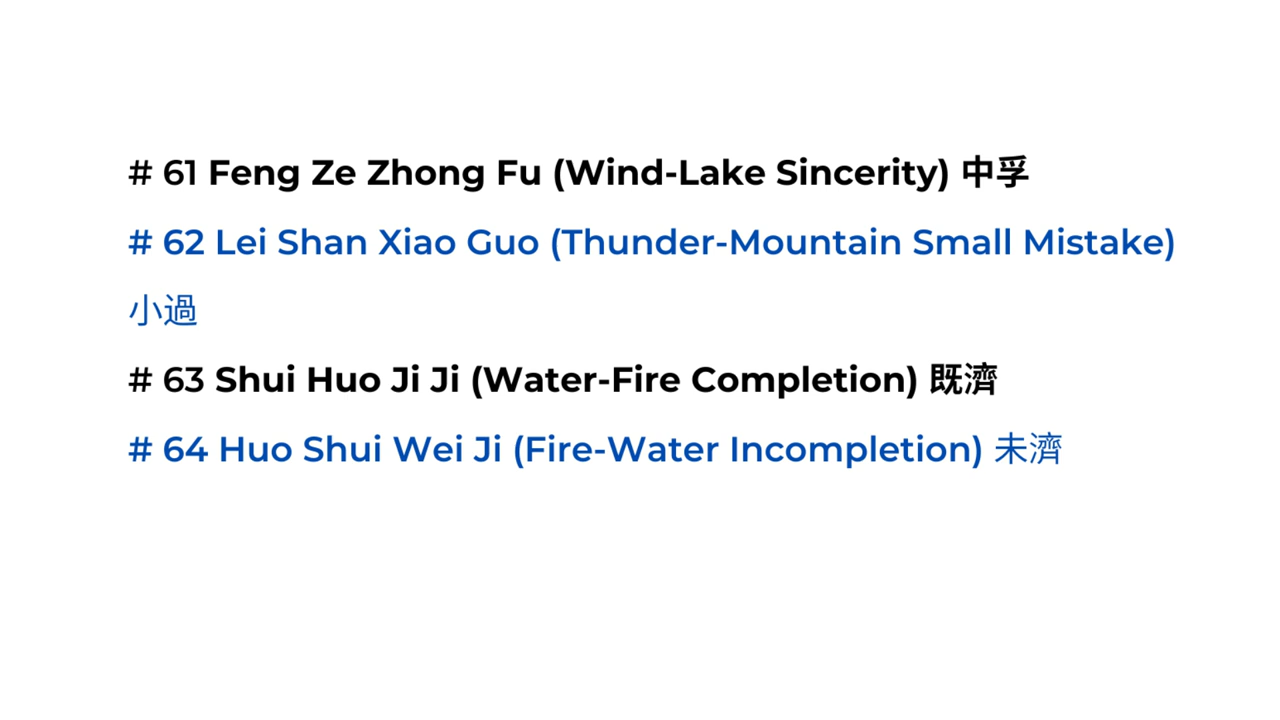 # 61 Feng Ze Zhong Fu (Wind-Lake Sincerity) 中孚
# 62 Lei Shan Xiao Guo (Thunder-Mountain Small Mistake)
小過
# 63 Shui Huo Ji Ji (Water-Fire Completion) 既濟
# 64 Huo Shui Wei Ji (Fire-Water Incompletion) 未濟